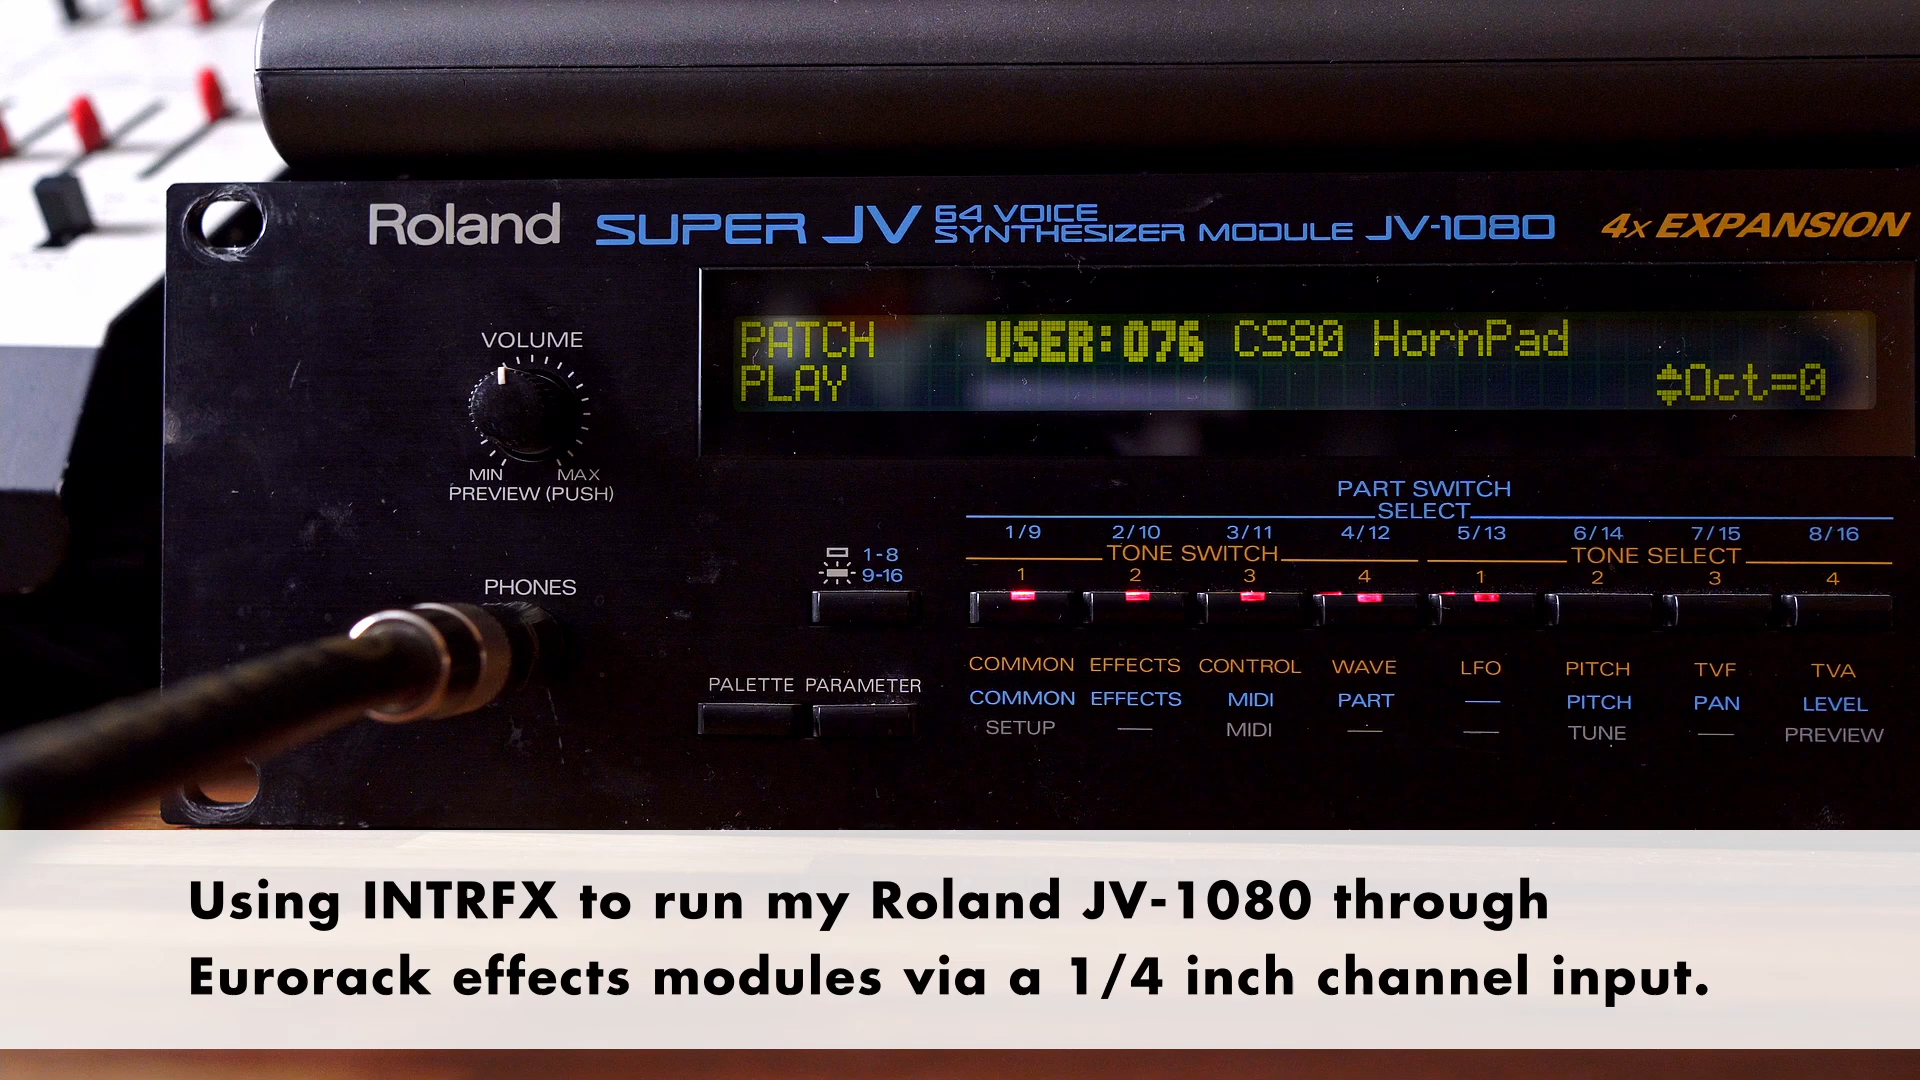 Roland SUPER JV 64 VOICE SYNTHESIZER MODULE JV-1080 4x EXPANSION
PATCH USER:076 CS80 HornPad
PLAY Oct=0
VOLUME
MIN MAX
PREVIEW (PUSH)
PHONES
PART SWITCH
SELECT
1/9 2/10 3/11 4/12 5/13 6/14 7/15 8/16
TONE SWITCH TONE SELECT
1 2 3 4 1 2 3 4
1-8
9-16
PALETTE PARAMETER
COMMON EFFECTS CONTROL WAVE LFO PITCH TVF TVA
COMMON EFFECTS MIDI PART — PITCH PAN LEVEL
SETUP — MIDI — — TUNE — PREVIEW
Using INTRFX to run my Roland JV-1080 through
Eurorack effects modules via a 1/4 inch channel input.